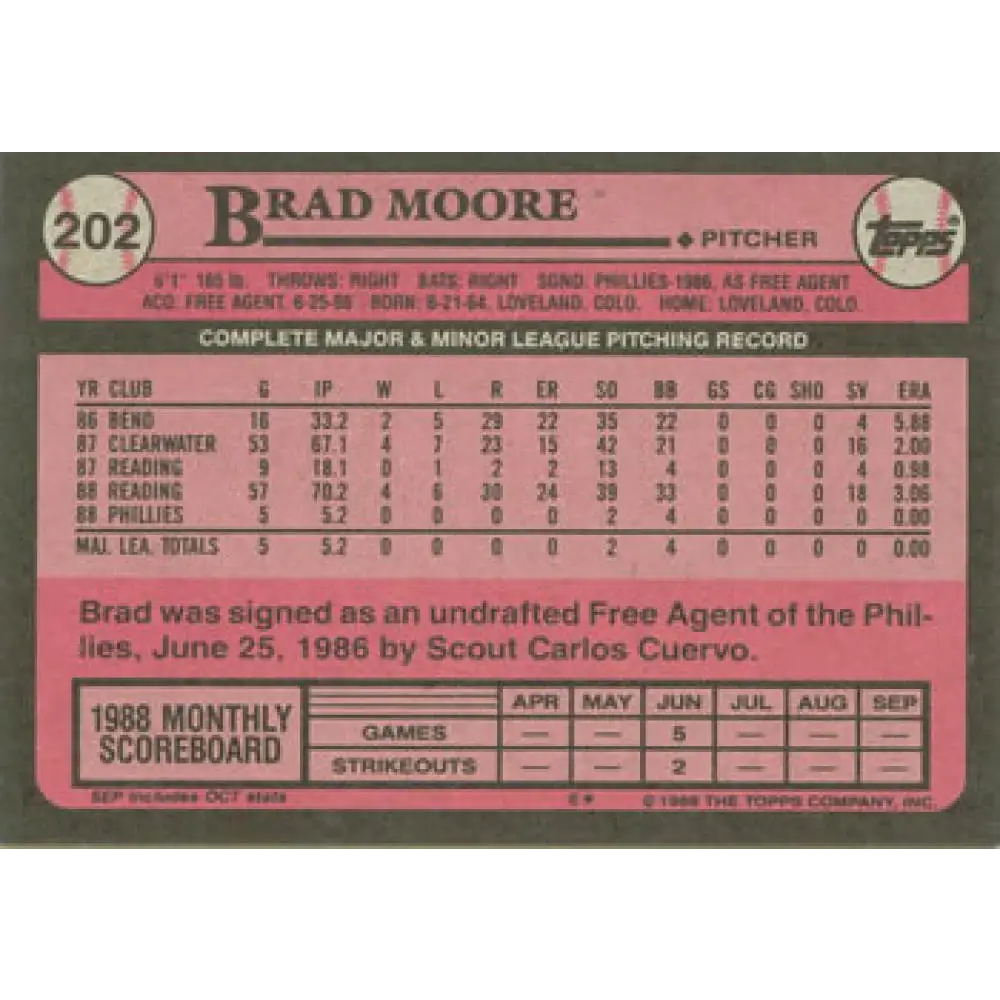 202
BRAD MOORE
◆ PITCHER
Topps
6'1" 185 lb. THROWS: RIGHT BATS: RIGHT SGND. PHILLIES-1986, AS FREE AGENT
ACQ. FREE AGENT, 6-25-86 BORN: 6-21-64, LOVELAND, COLO. HOME: LOVELAND, COLO.
COMPLETE MAJOR & MINOR LEAGUE PITCHING RECORD
YR CLUB G IP W L R ER SO BB GS CG SHO SV ERA
86 BEND 16 33.2 2 5 29 22 35 22 0 0 0 4 5.88
87 CLEARWATER 53 67.1 4 7 23 15 42 21 0 0 0 16 2.00
87 READING 9 18.1 0 1 2 2 13 4 0 0 0 4 0.98
88 READING 57 70.2 4 6 30 24 39 33 0 0 0 18 3.06
88 PHILLIES 5 5.2 0 0 0 0 2 4 0 0 0 0 0.00
MAJ. LEA. TOTALS 5 5.2 0 0 0 0 2 4 0 0 0 0 0.00
Brad was signed as an undrafted Free Agent of the Phil-
lies, June 25, 1986 by Scout Carlos Cuervo.
1988 MONTHLY
SCOREBOARD
APR MAY JUN JUL AUG SEP
GAMES — — 5 — — —
STRIKEOUTS — — 2 — — —
SEP includes OCT stats
E* © 1989 THE TOPPS COMPANY, INC.